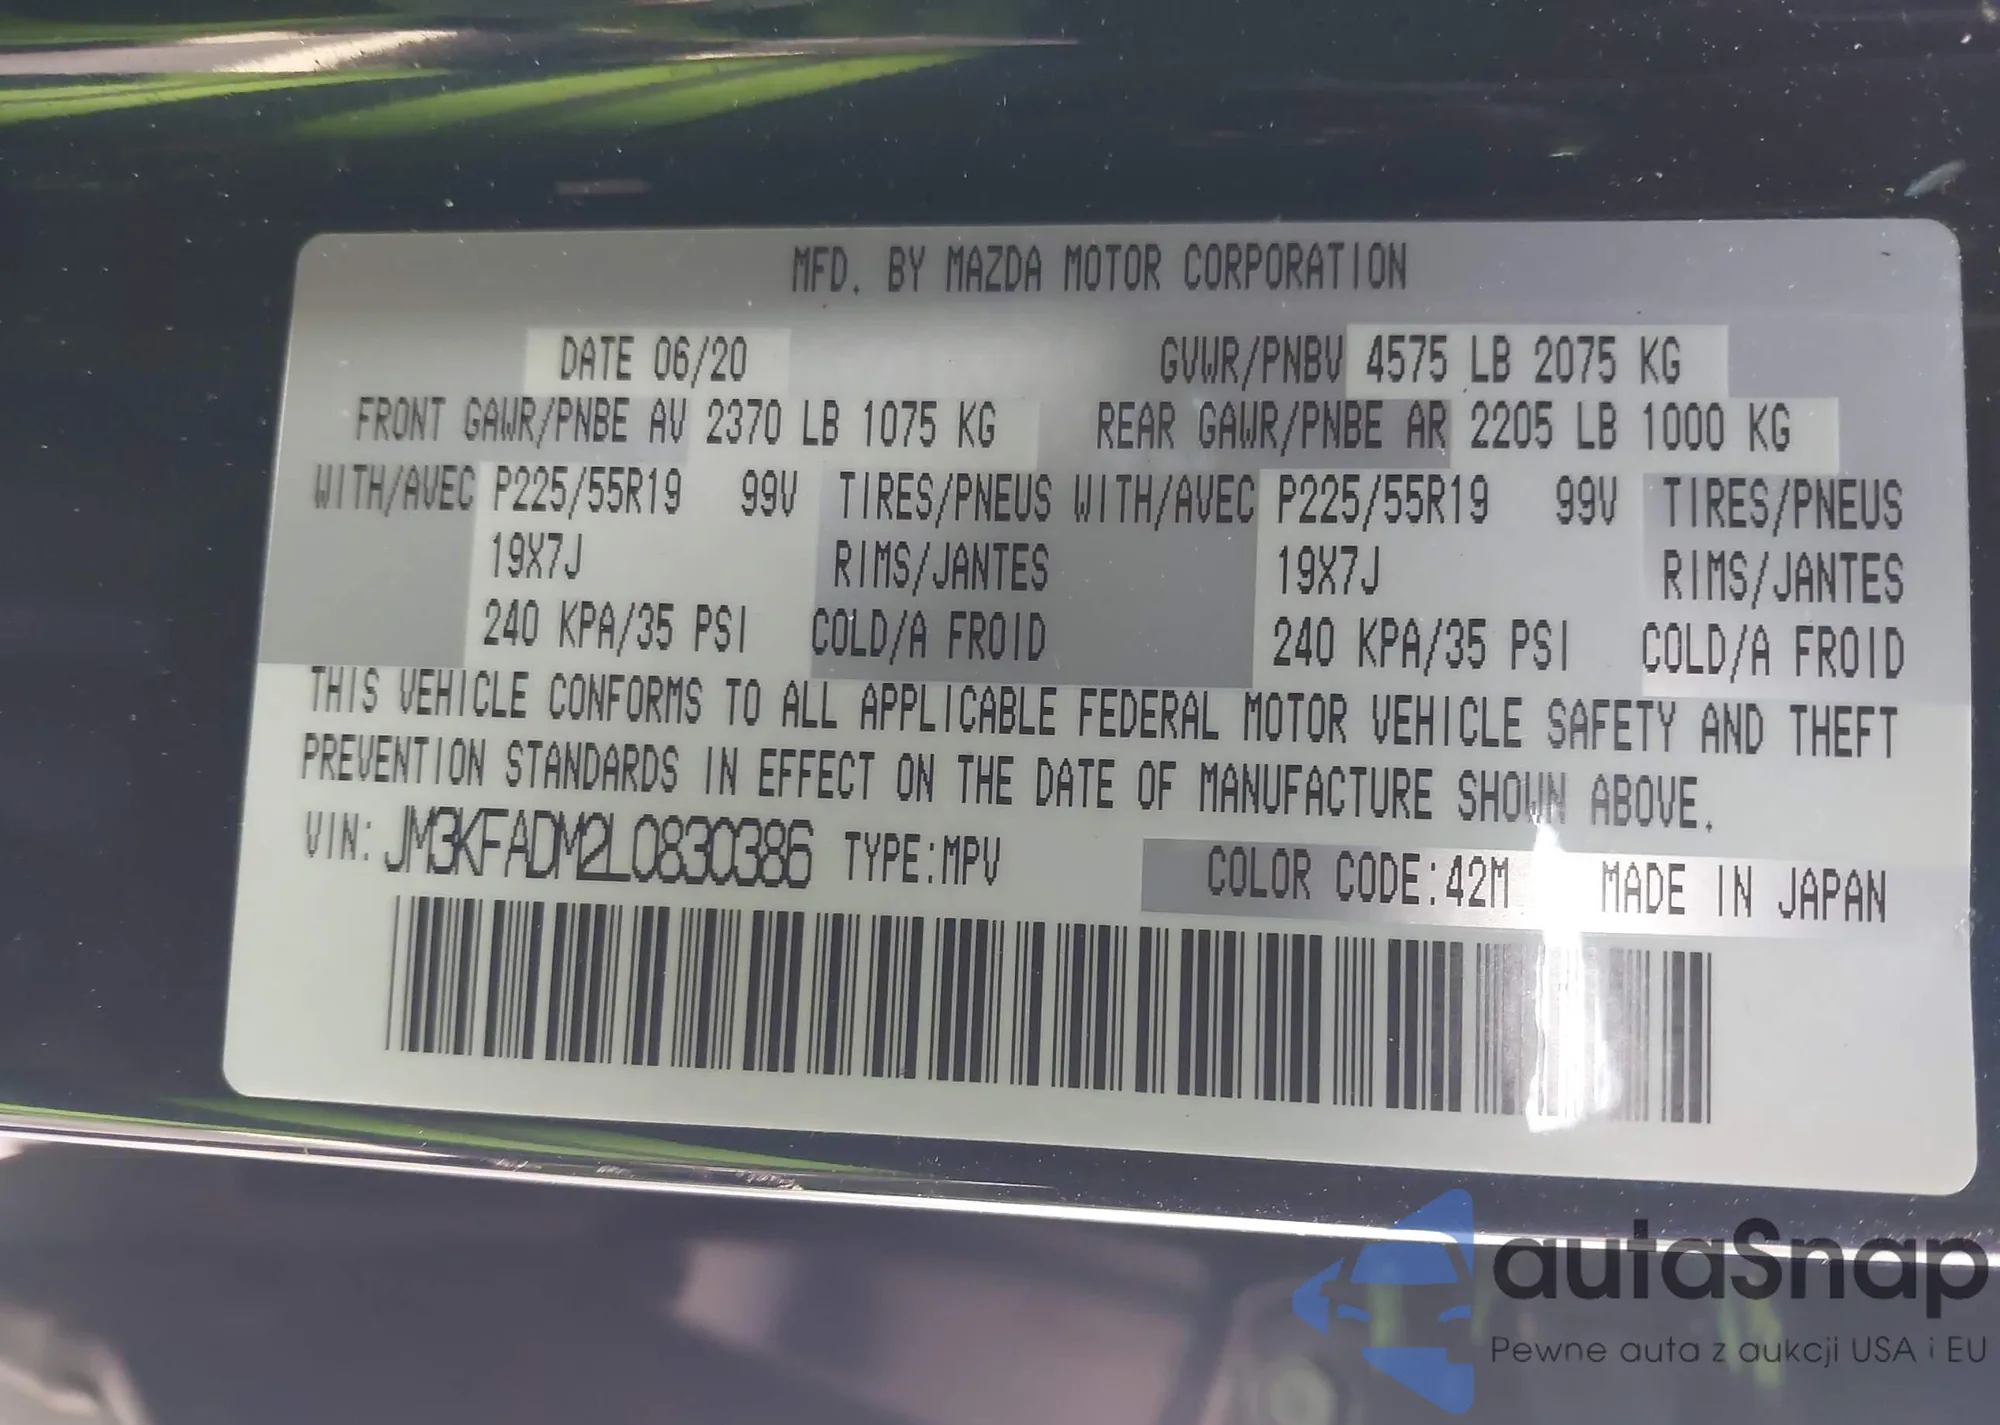 MFD. BY MAZDA MOTOR CORPORATION
DATE 06/20 GVWR/PNBV 4575 LB 2075 KG
FRONT GAWR/PNBE AV 2370 LB 1075 KG REAR GAWR/PNBE AR 2205 LB 1000 KG
WITH/AVEC P225/55R19 99V TIRES/PNEUS WITH/AVEC P225/55R19 99V TIRES/PNEUS
19X7J RIMS/JANTES 19X7J RIMS/JANTES
240 KPA/35 PSI COLD/A FROID 240 KPA/35 PSI COLD/A FROID
THIS VEHICLE CONFORMS TO ALL APPLICABLE FEDERAL MOTOR VEHICLE SAFETY AND THEFT
PREVENTION STANDARDS IN EFFECT ON THE DATE OF MANUFACTURE SHOWN ABOVE.
VIN: JM3KFADM2L0830386 TYPE:MPV COLOR CODE:42M MADE IN JAPAN
autaSnap
Pewne auta z aukcji USA i EU